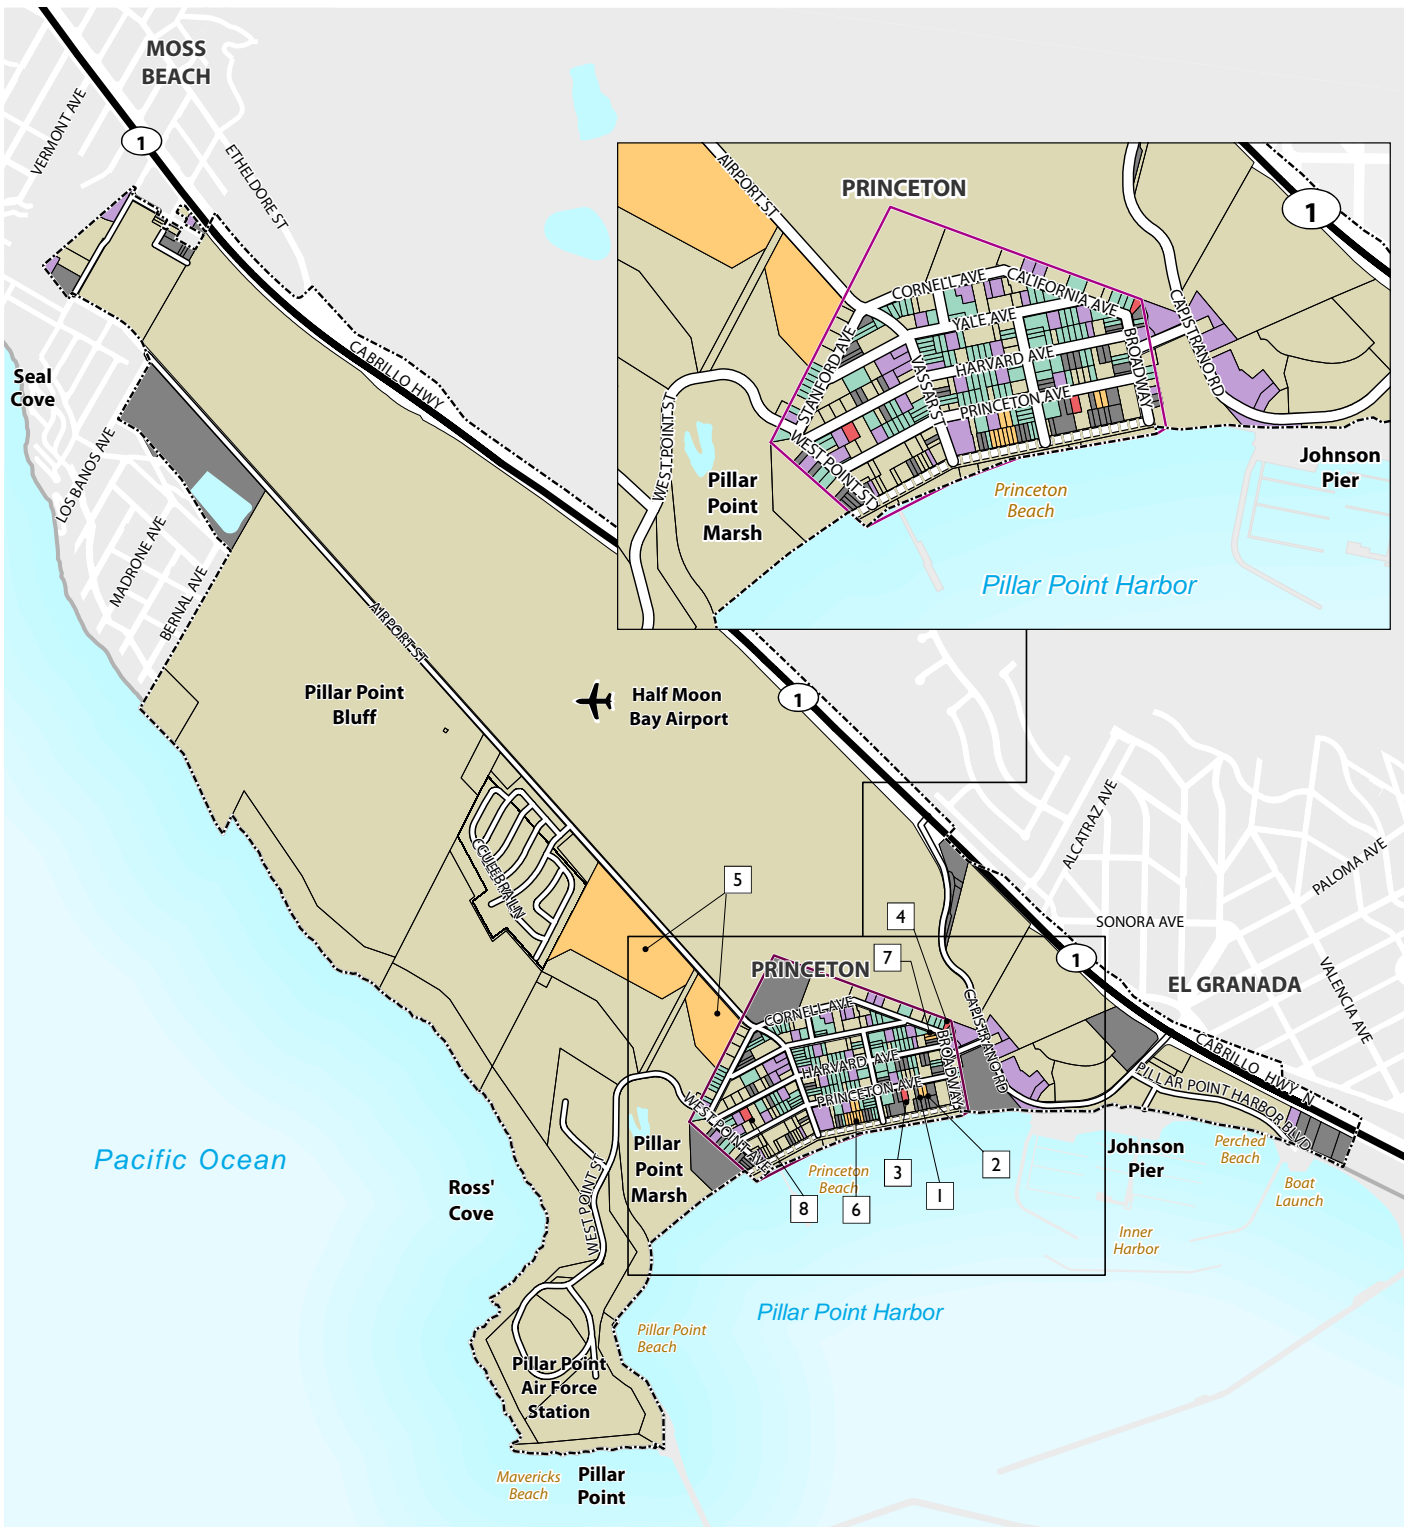 MOSS
BEACH
VERMONT AVE
1
ETHELDORE ST
CABRILLO HWY
Seal
Cove
LOS BANOS AVE
MADRONE AVE
BERNAL AVE
AIRPORT ST
PRINCETON
1
AIRPORT ST
CORNELL AVE
CALIFORNIA AVE
YALE AVE
HARVARD AVE
PRINCETON AVE
STANFORD AVE
VASSAR ST
BROADWAY
CAPISTRANO RD
WEST POINT ST
WEST POINT ST
Pillar
Point
Marsh
Princeton
Beach
Johnson
Pier
Pillar Point Harbor
Pillar Point
Bluff
Half Moon
Bay Airport
1
CULEBRA LN
5
4
7
ALCATRAZ AVE
PALOMA AVE
SONORA AVE
VALENCIA AVE
1
EL GRANADA
PRINCETON
CORNELL AVE
HARVARD AVE
PRINCETON AVE
BROADWAY
CAPISTRANO RD
CABRILLO HWY N
PILLAR POINT HARBOR BLVD
WEST POINT AVE
WEST POINT ST
Pillar
Point
Marsh
Princeton
Beach
8
6
3
1
2
Johnson
Pier
Perched
Beach
Boat
Launch
Inner
Harbor
Pacific Ocean
Ross'
Cove
Pillar Point Harbor
Pillar Point
Beach
Pillar Point
Air Force
Station
Mavericks
Beach
Pillar
Point